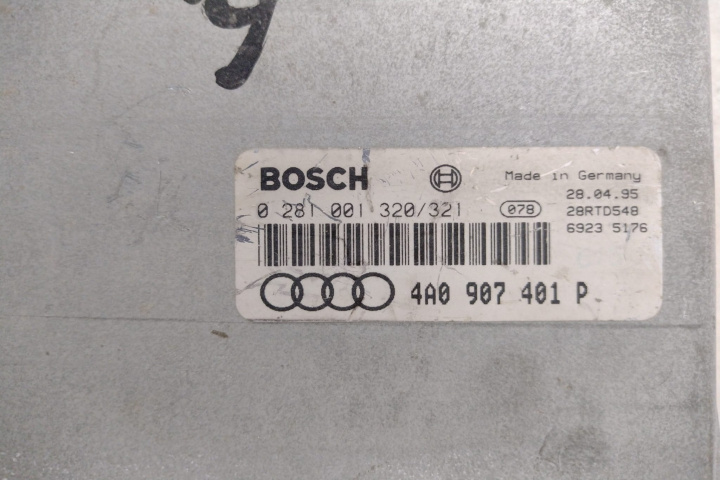 BOSCH
Made in Germany
28.04.95
0 281 001 320/321
078
28RTD548
6923 5176
4A0 907 401 P